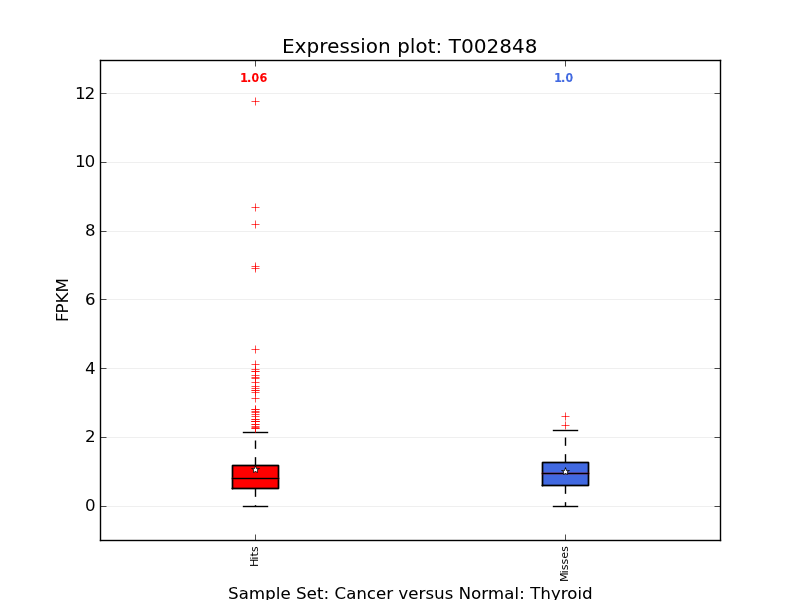 Expression plot: T002848
1.06 1.0
12
10
8
6
4
2
0
FPKM
Hits
Misses
Sample Set: Cancer versus Normal: Thyroid